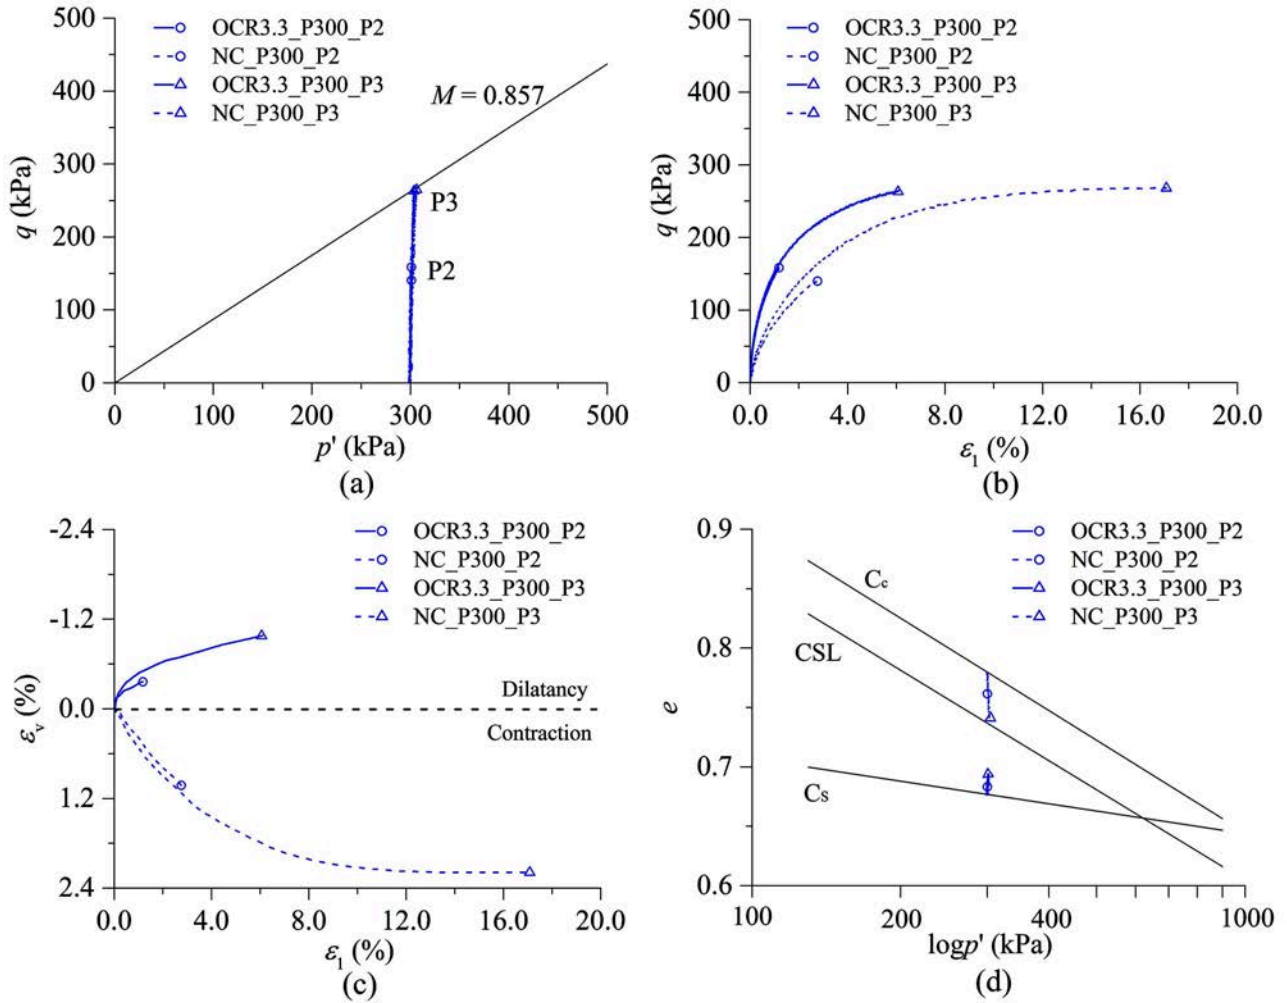 500
400
300
200
100
0
q (kPa)
OCR3.3_P300_P2
NC_P300_P2
OCR3.3_P300_P3
NC_P300_P3
M = 0.857
P3
P2
0 100 200 300 400 500
p' (kPa)
(a)
500
400
300
200
100
0
q (kPa)
OCR3.3_P300_P2
NC_P300_P2
OCR3.3_P300_P3
NC_P300_P3
0.0 4.0 8.0 12.0 16.0 20.0
ε1 (%)
(b)
-2.4
-1.2
0.0
1.2
2.4
εv (%)
OCR3.3_P300_P2
NC_P300_P2
OCR3.3_P300_P3
NC_P300_P3
Dilatancy
Contraction
0.0 4.0 8.0 12.0 16.0 20.0
ε1 (%)
(c)
0.9
0.8
0.7
0.6
e
OCR3.3_P300_P2
NC_P300_P2
OCR3.3_P300_P3
NC_P300_P3
Cc
CSL
Cs
100 200 400 1000
logp' (kPa)
(d)